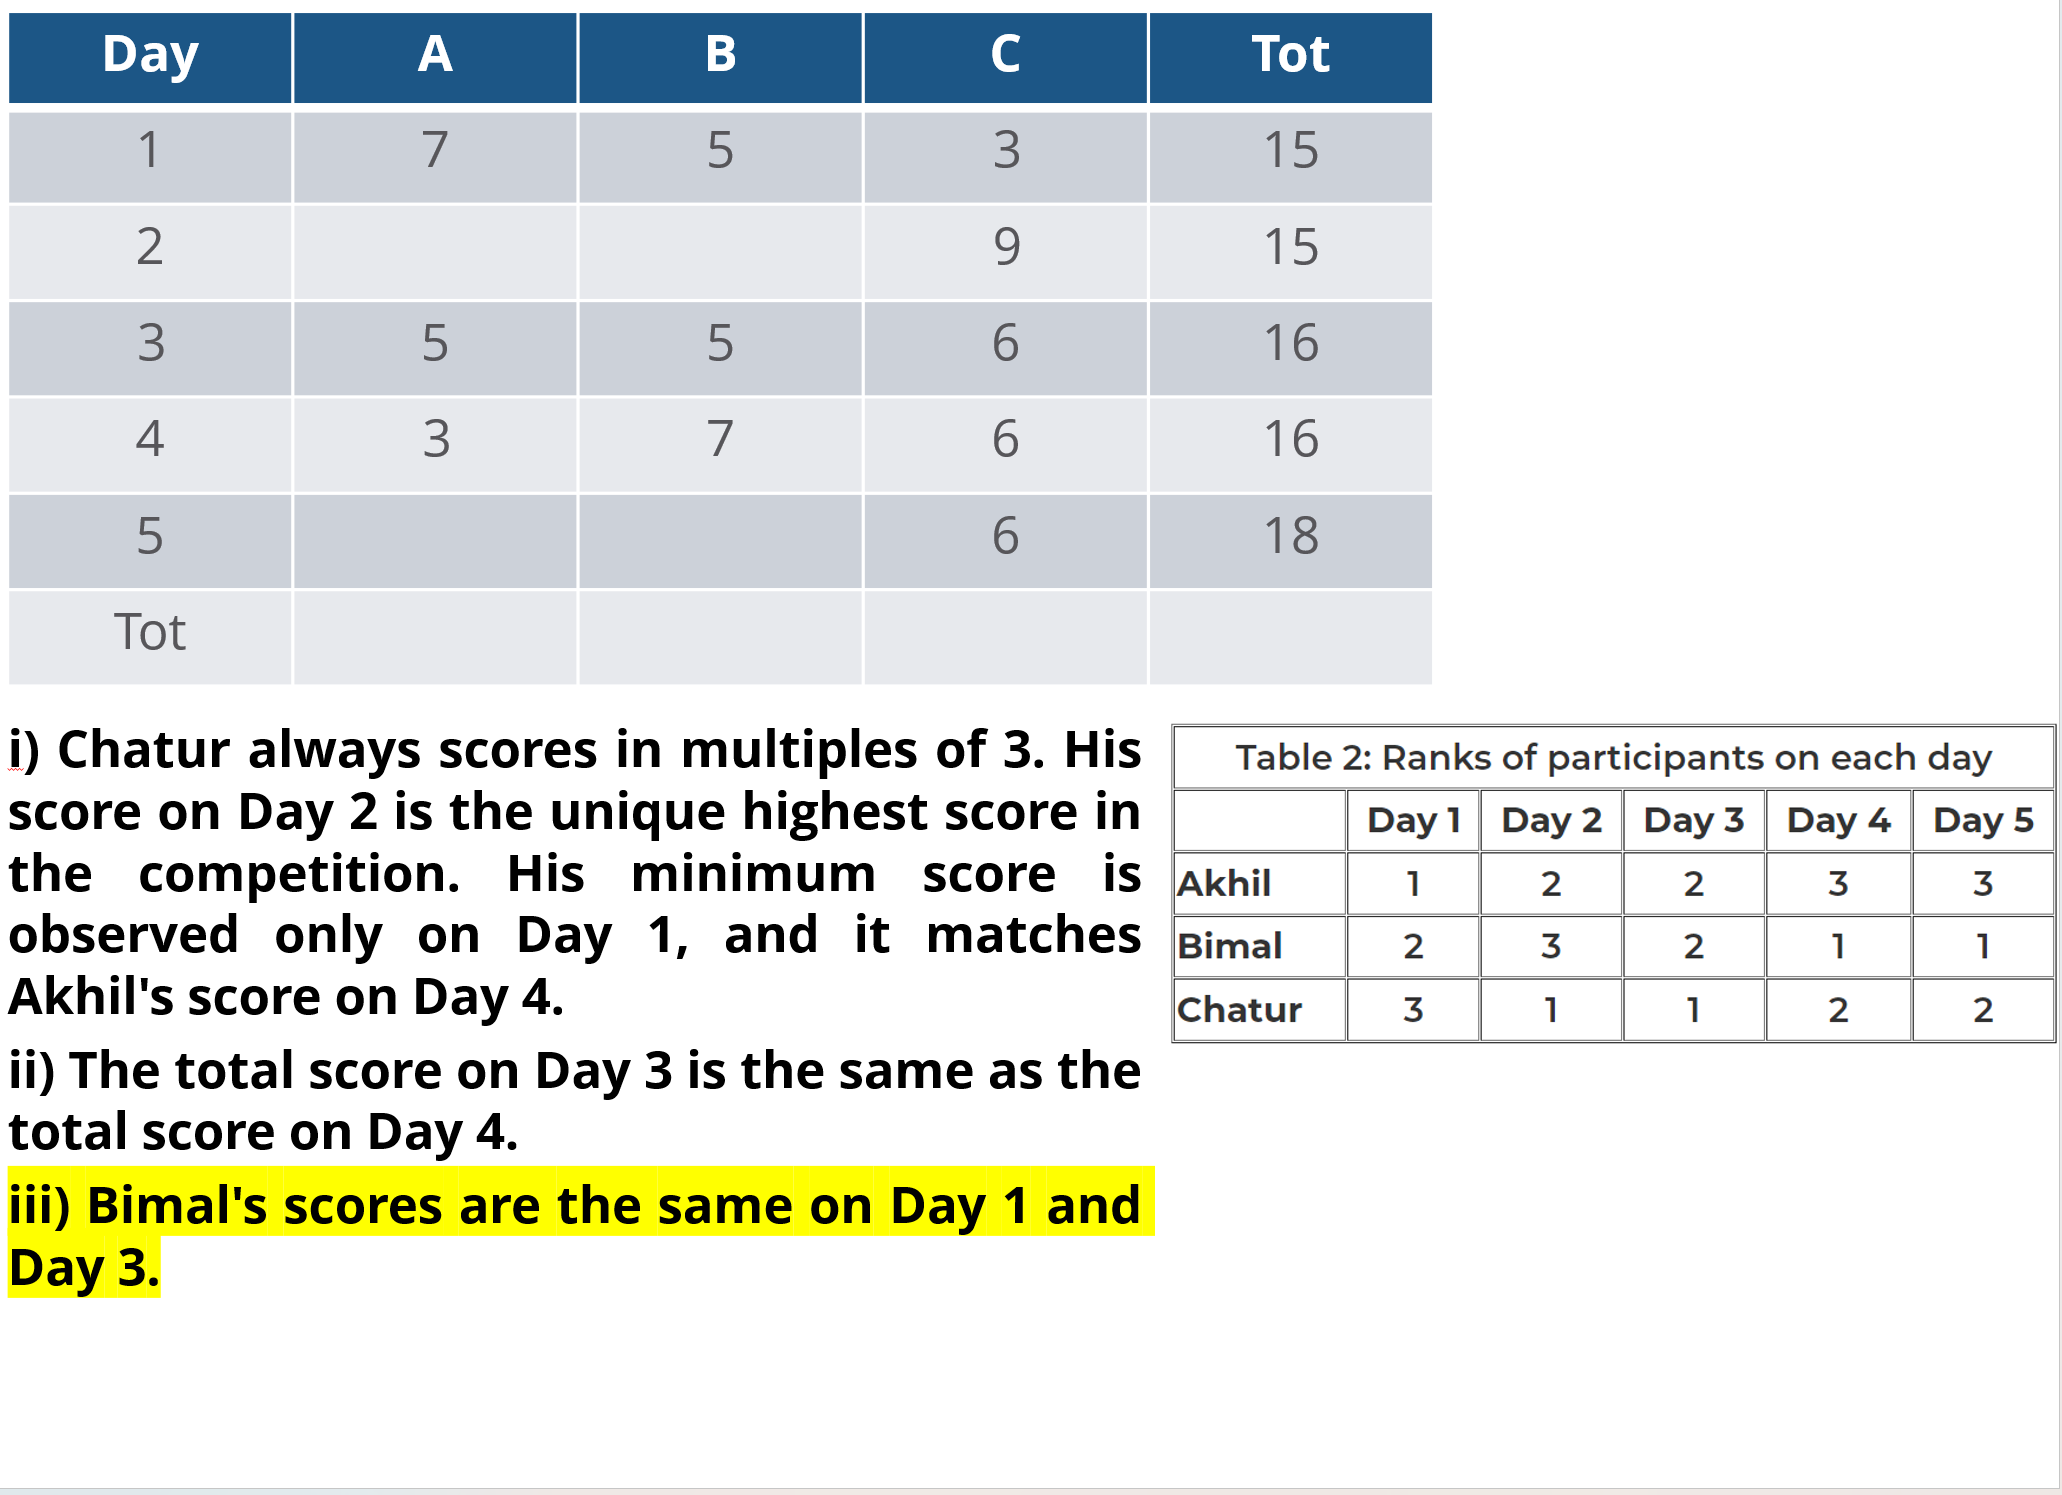 Day A B C Tot
1 7 5 3 15
2 9 15
3 5 5 6 16
4 3 7 6 16
5 6 18
Tot
i) Chatur always scores in multiples of 3. His
score on Day 2 is the unique highest score in
the competition. His minimum score is
observed only on Day 1, and it matches
Akhil's score on Day 4.
ii) The total score on Day 3 is the same as the
total score on Day 4.
iii) Bimal's scores are the same on Day 1 and
Day 3.
Table 2: Ranks of participants on each day
Day 1 Day 2 Day 3 Day 4 Day 5
Akhil 1 2 2 3 3
Bimal 2 3 2 1 1
Chatur 3 1 1 2 2